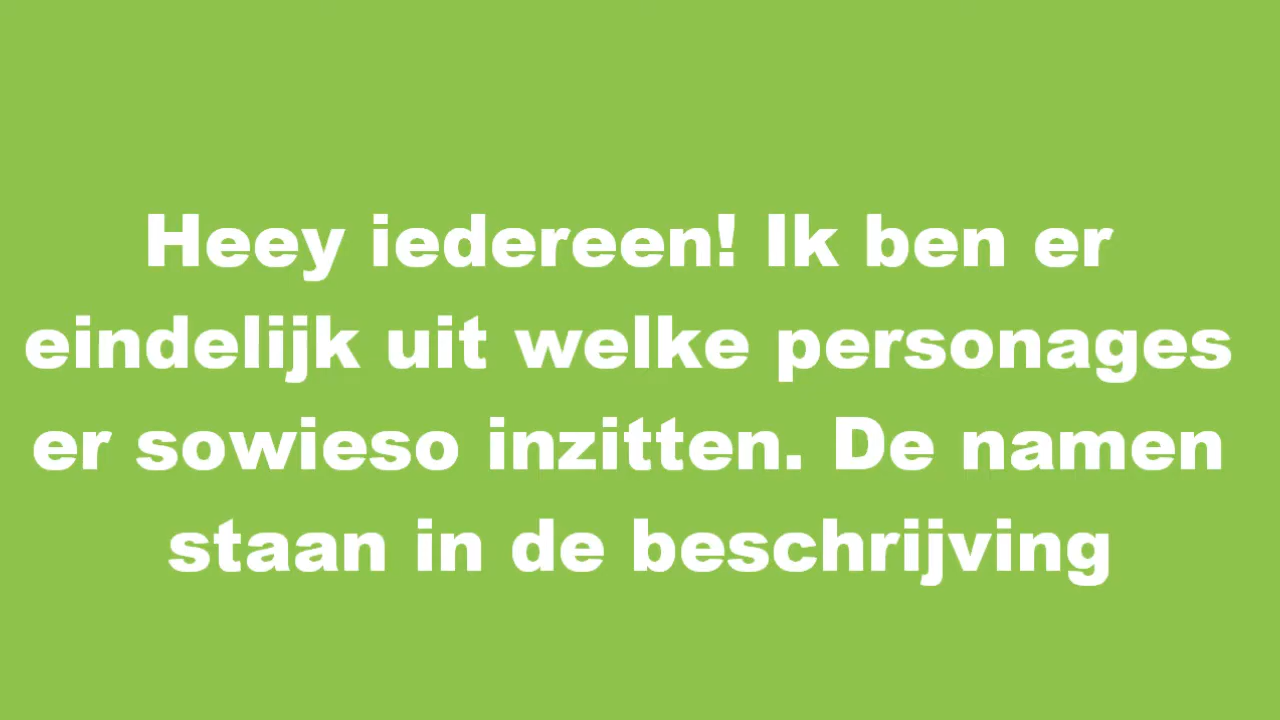 Heey iedereen! Ik ben er
eindelijk uit welke personages
er sowieso inzitten. De namen
staan in de beschrijving